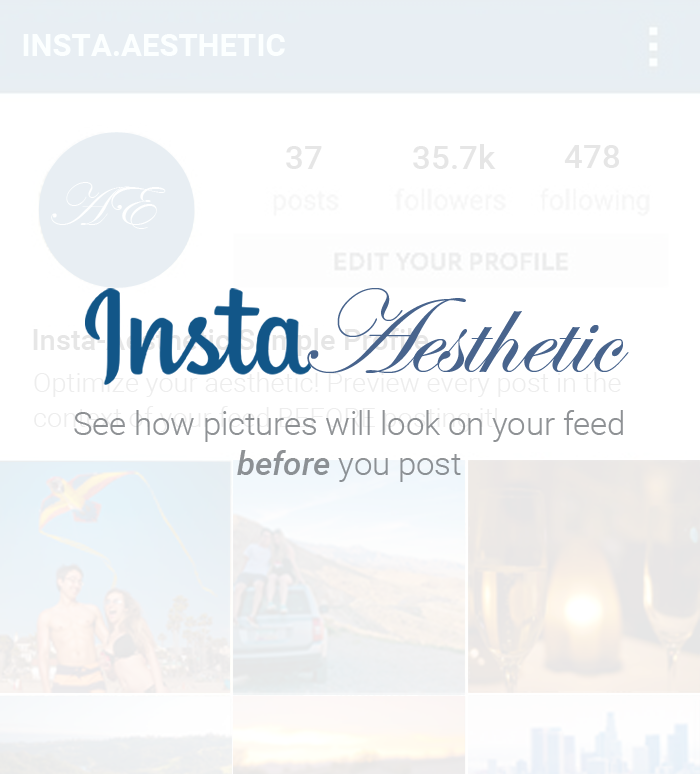 INSTA.AESTHETIC
37
35.7k
478
posts
followers
following
A·E
EDIT YOUR PROFILE
InstaAesthetic
Insta-Aesthetic Sample Profile
Optimize your aesthetic! Preview every post in the
context of your feed BEFORE posting it!
See how pictures will look on your feed
before you post